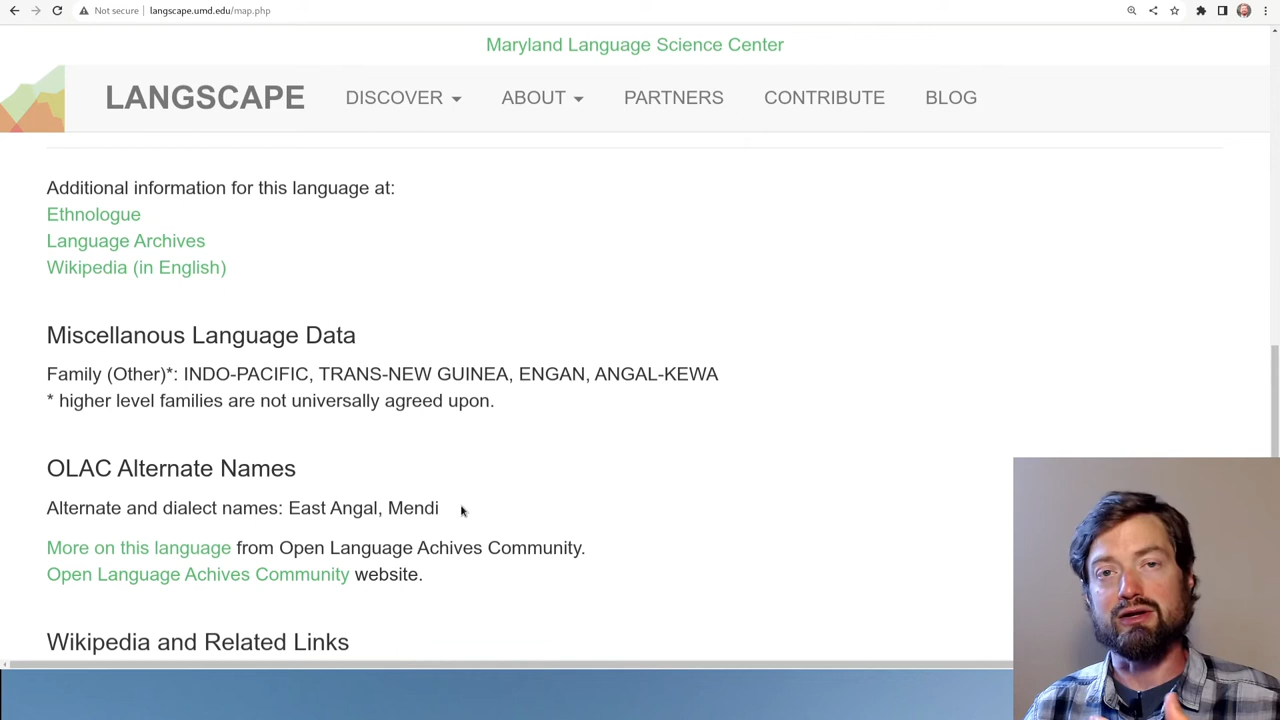 Not secure langscape.umd.edu/map.php
Maryland Language Science Center
LANGSCAPE DISCOVER ABOUT PARTNERS CONTRIBUTE BLOG
Additional information for this language at:
Ethnologue
Language Archives
Wikipedia (in English)
Miscellanous Language Data
Family (Other)*: INDO-PACIFIC, TRANS-NEW GUINEA, ENGAN, ANGAL-KEWA
* higher level families are not universally agreed upon.
OLAC Alternate Names
Alternate and dialect names: East Angal, Mendi
More on this language from Open Language Achives Community.
Open Language Achives Community website.
Wikipedia and Related Links